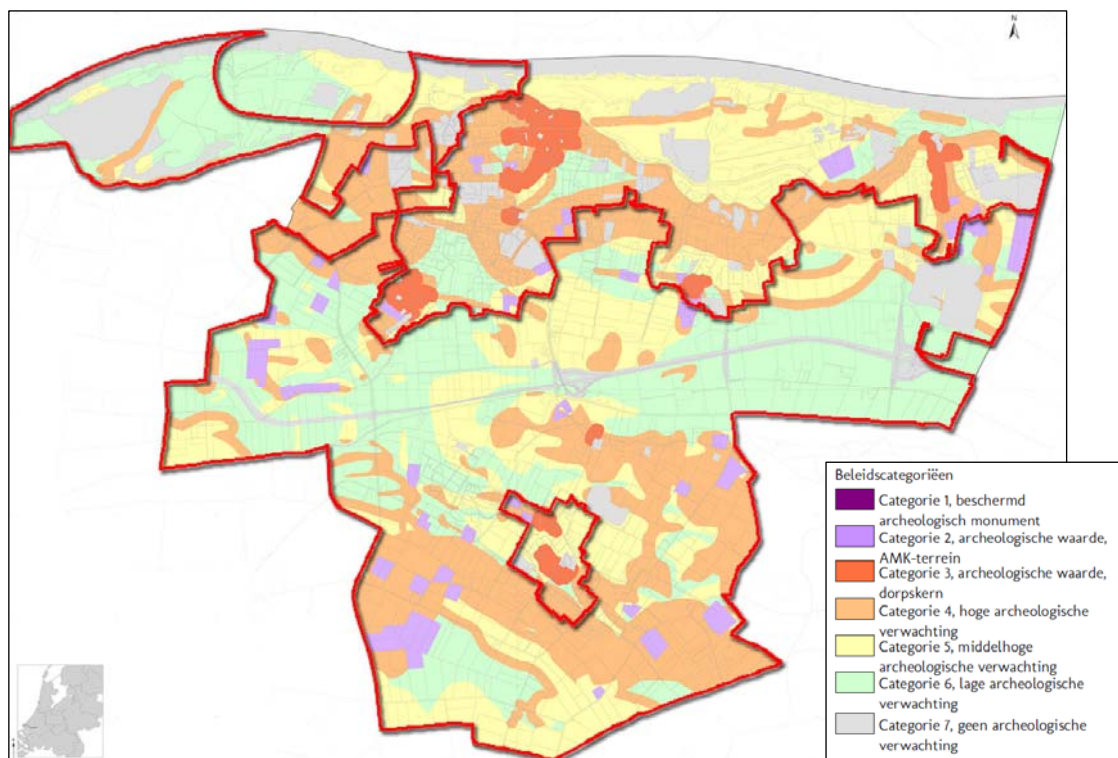 N
Beleidscategorieën
Categorie 1, beschermd
archeologisch monument
Categorie 2, archeologische waarde,
AMK-terrein
Categorie 3, archeologische waarde,
dorpskern
Categorie 4, hoge archeologische
verwachting
Categorie 5, middelhoge
archeologische verwachting
Categorie 6, lage archeologische
verwachting
Categorie 7, geen archeologische
verwachting